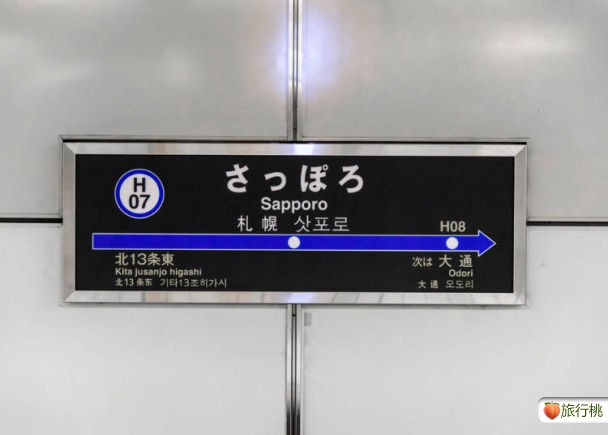 H
07
さっぽろ
Sapporo
札幌 삿포로
H08
北13条東
Kita jusanjo higashi
北13条东 기타13조히가시
次は 大通
Odori
大通 오도리
旅行桃